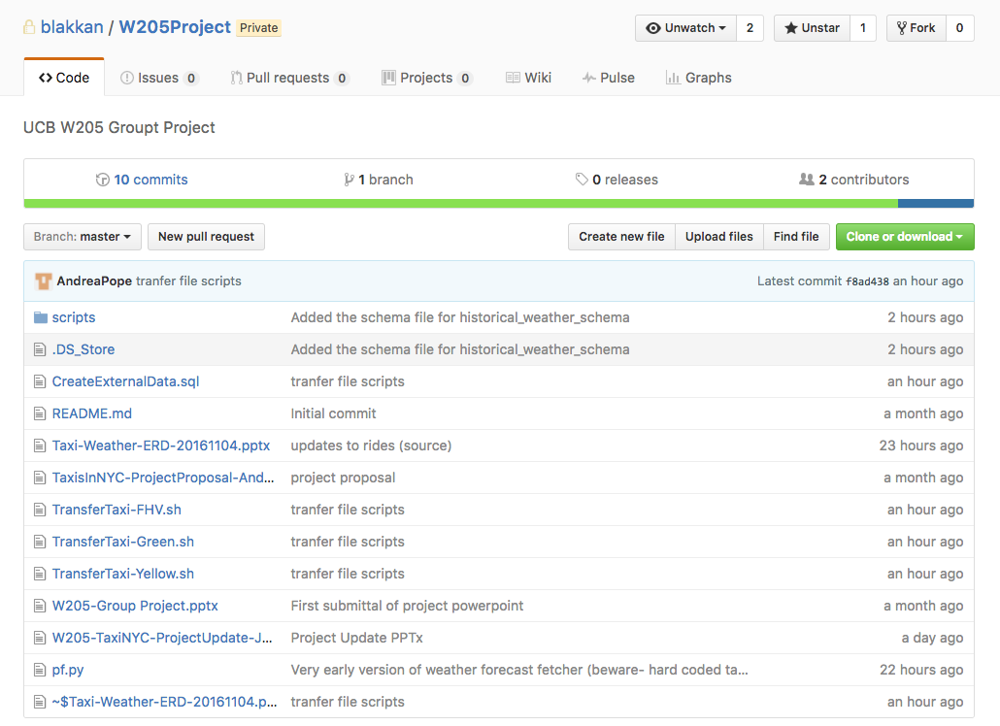 blakkan / W205Project Private Unwatch 2 Unstar 1 Fork 0
Code Issues 0 Pull requests 0 Projects 0 Wiki Pulse Graphs
UCB W205 Groupt Project
10 commits 1 branch 0 releases 2 contributors
Branch: master New pull request Create new file Upload files Find file Clone or download
AndreaPope tranfer file scripts Latest commit f8ad438 an hour ago
scripts Added the schema file for historical_weather_schema 2 hours ago
.DS_Store Added the schema file for historical_weather_schema 2 hours ago
CreateExternalData.sql tranfer file scripts an hour ago
README.md Initial commit a month ago
Taxi-Weather-ERD-20161104.pptx updates to rides (source) 23 hours ago
TaxisInNYC-ProjectProposal-And... project proposal a month ago
TransferTaxi-FHV.sh tranfer file scripts an hour ago
TransferTaxi-Green.sh tranfer file scripts an hour ago
TransferTaxi-Yellow.sh tranfer file scripts an hour ago
W205-Group Project.pptx First submittal of project powerpoint a month ago
W205-TaxiNYC-ProjectUpdate-J... Project Update PPTx a day ago
pf.py Very early version of weather forecast fetcher (beware- hard coded ta... 22 hours ago
~$Taxi-Weather-ERD-20161104.p... tranfer file scripts an hour ago